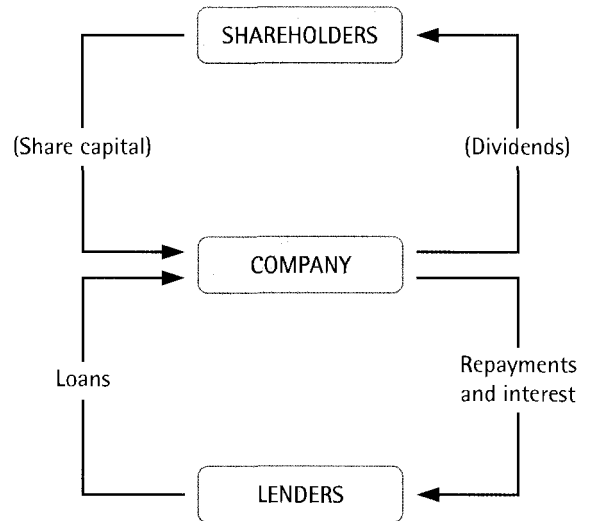 SHAREHOLDERS
(Share capital)
(Dividends)
COMPANY
Loans
Repayments
and interest
LENDERS